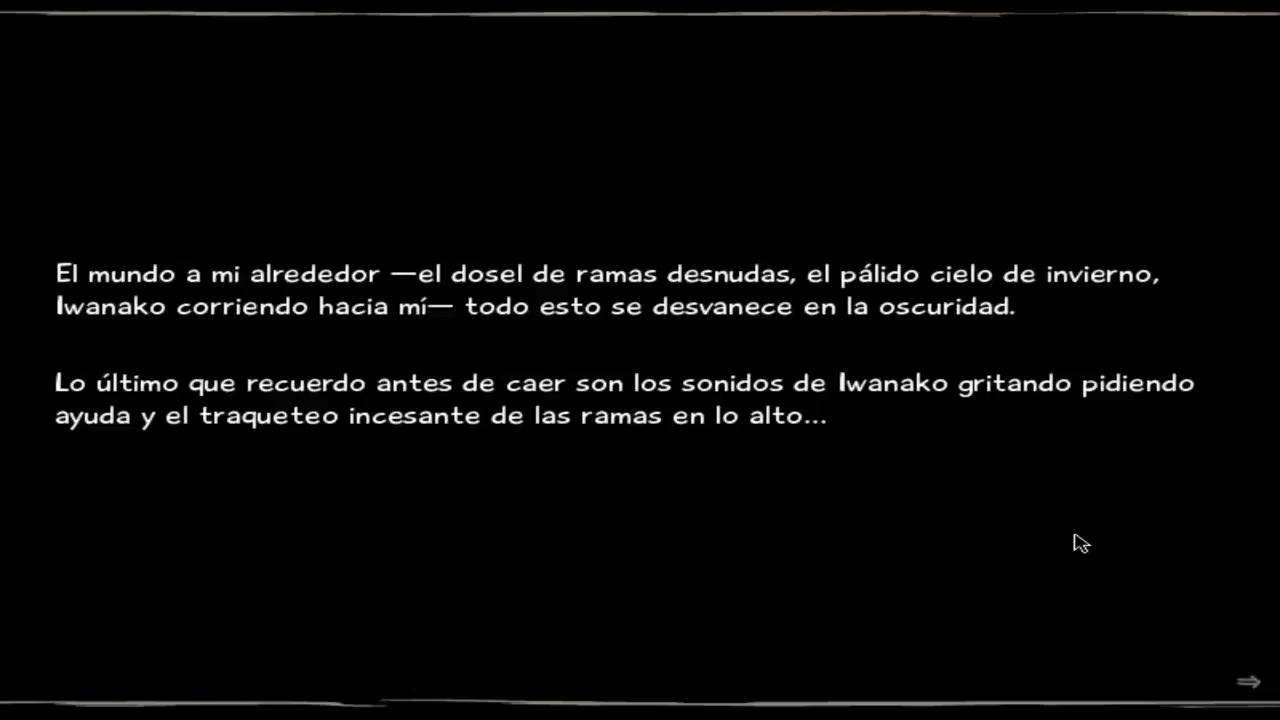 El mundo a mi alrededor —el dosel de ramas desnudas, el pálido cielo de invierno,
Iwanako corriendo hacia mí— todo esto se desvanece en la oscuridad.
Lo último que recuerdo antes de caer son los sonidos de Iwanako gritando pidiendo
ayuda y el traqueteo incesante de las ramas en lo alto...